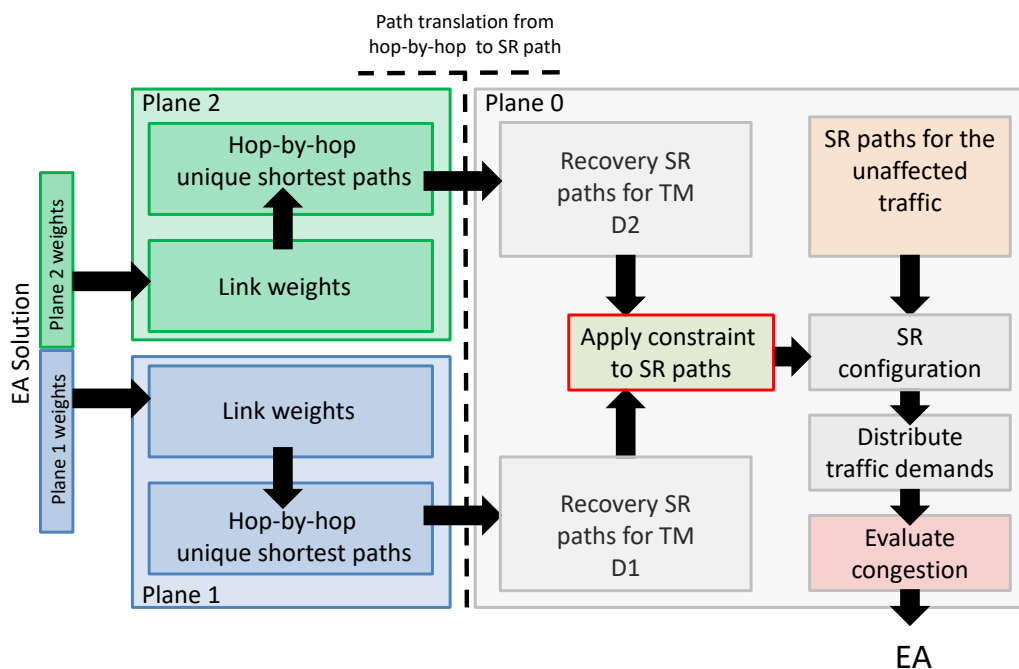 Path translation from
hop-by-hop to SR path
EA Solution
Plane 2 weights
Plane 1 weights
Plane 2
Hop-by-hop
unique shortest paths
Link weights
Link weights
Hop-by-hop
unique shortest paths
Plane 1
Plane 0
Recovery SR
paths for TM
D2
Apply constraint
to SR paths
Recovery SR
paths for TM
D1
SR paths for the
unaffected
traffic
SR
configuration
Distribute
traffic demands
Evaluate
congestion
EA